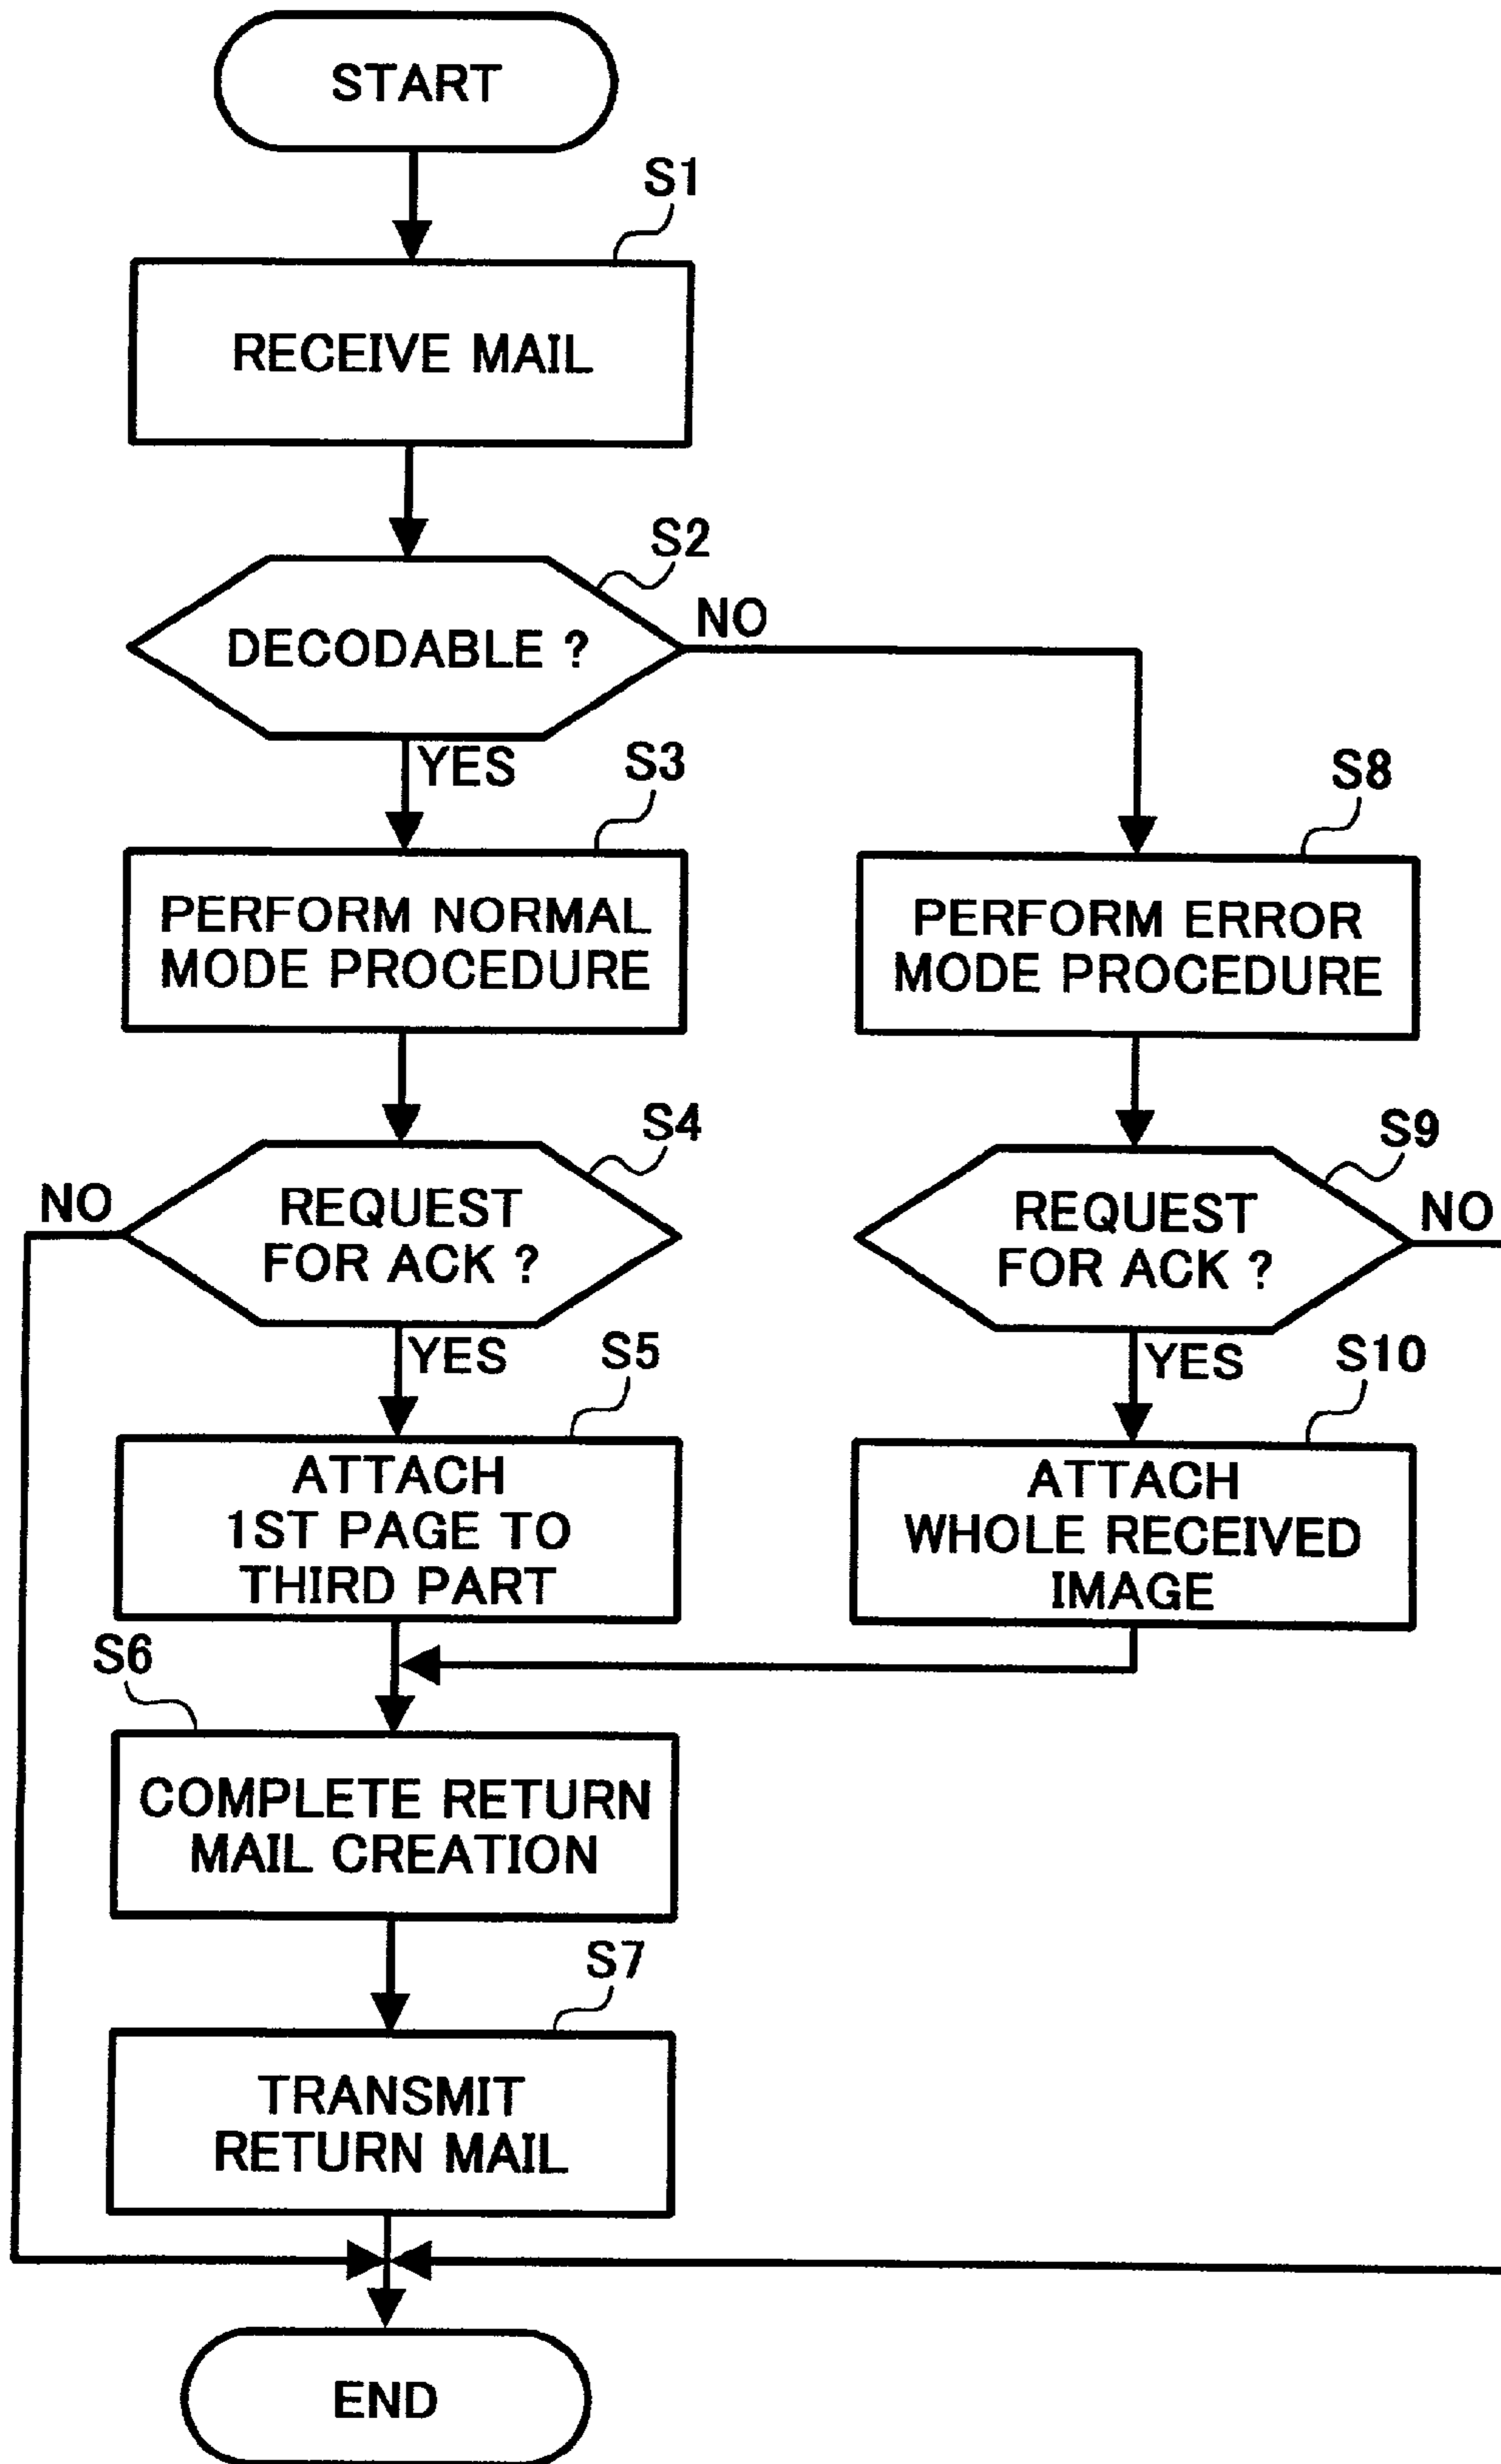 START
S1
RECEIVE MAIL
S2
DECODABLE ?
NO
YES
S3
S8
PERFORM NORMAL
MODE PROCEDURE
PERFORM ERROR
MODE PROCEDURE
S4
S9
NO
REQUEST
FOR ACK ?
REQUEST
FOR ACK ?
NO
YES
S5
YES
S10
ATTACH
1ST PAGE TO
THIRD PART
ATTACH
WHOLE RECEIVED
IMAGE
S6
COMPLETE RETURN
MAIL CREATION
S7
TRANSMIT
RETURN MAIL
END